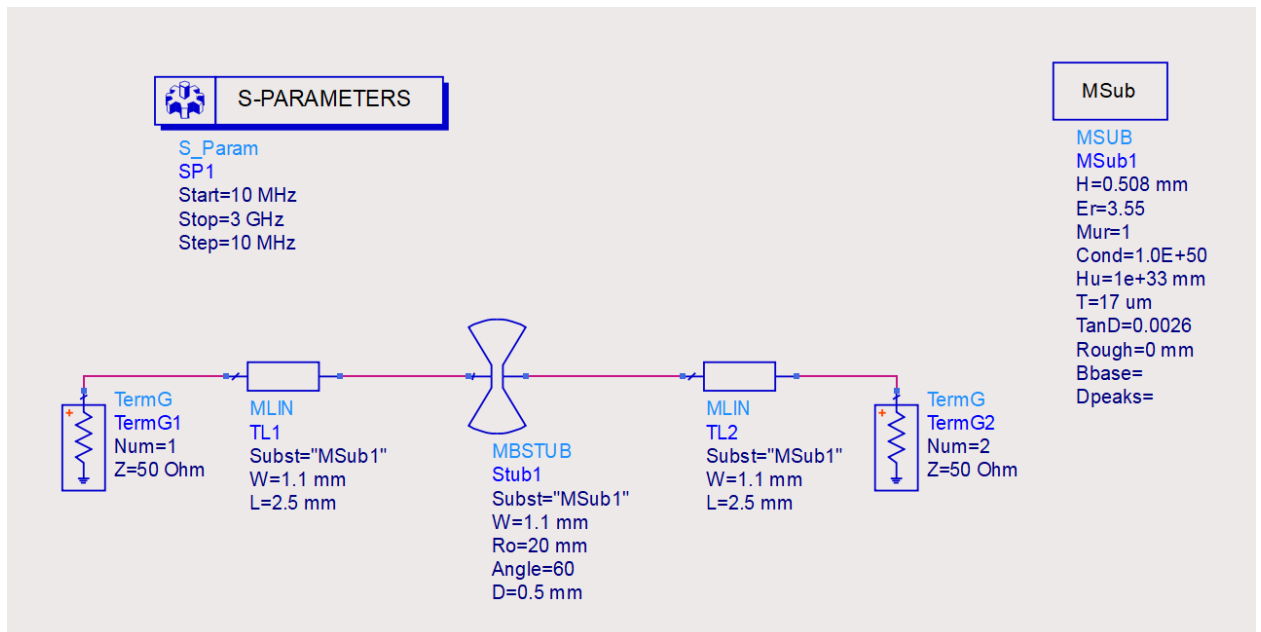 S-PARAMETERS
S_Param
SP1
Start=10 MHz
Stop=3 GHz
Step=10 MHz
MSub
MSUB
MSub1
H=0.508 mm
Er=3.55
Mur=1
Cond=1.0E+50
Hu=1e+33 mm
T=17 um
TanD=0.0026
Rough=0 mm
Bbase=
Dpeaks=
+
TermG
TermG1
Num=1
Z=50 Ohm
MLIN
TL1
Subst="MSub1"
W=1.1 mm
L=2.5 mm
MBSTUB
Stub1
Subst="MSub1"
W=1.1 mm
Ro=20 mm
Angle=60
D=0.5 mm
MLIN
TL2
Subst="MSub1"
W=1.1 mm
L=2.5 mm
+
TermG
TermG2
Num=2
Z=50 Ohm